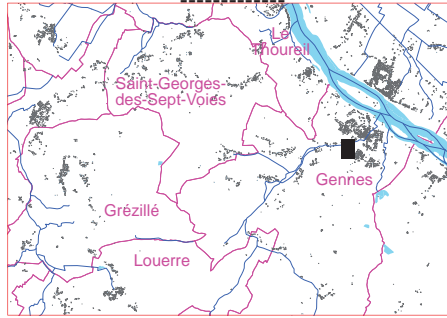 Le
Thoureil
Saint-Georges-
des-Sept-Voies
Gennes
Grézillé
Louerre